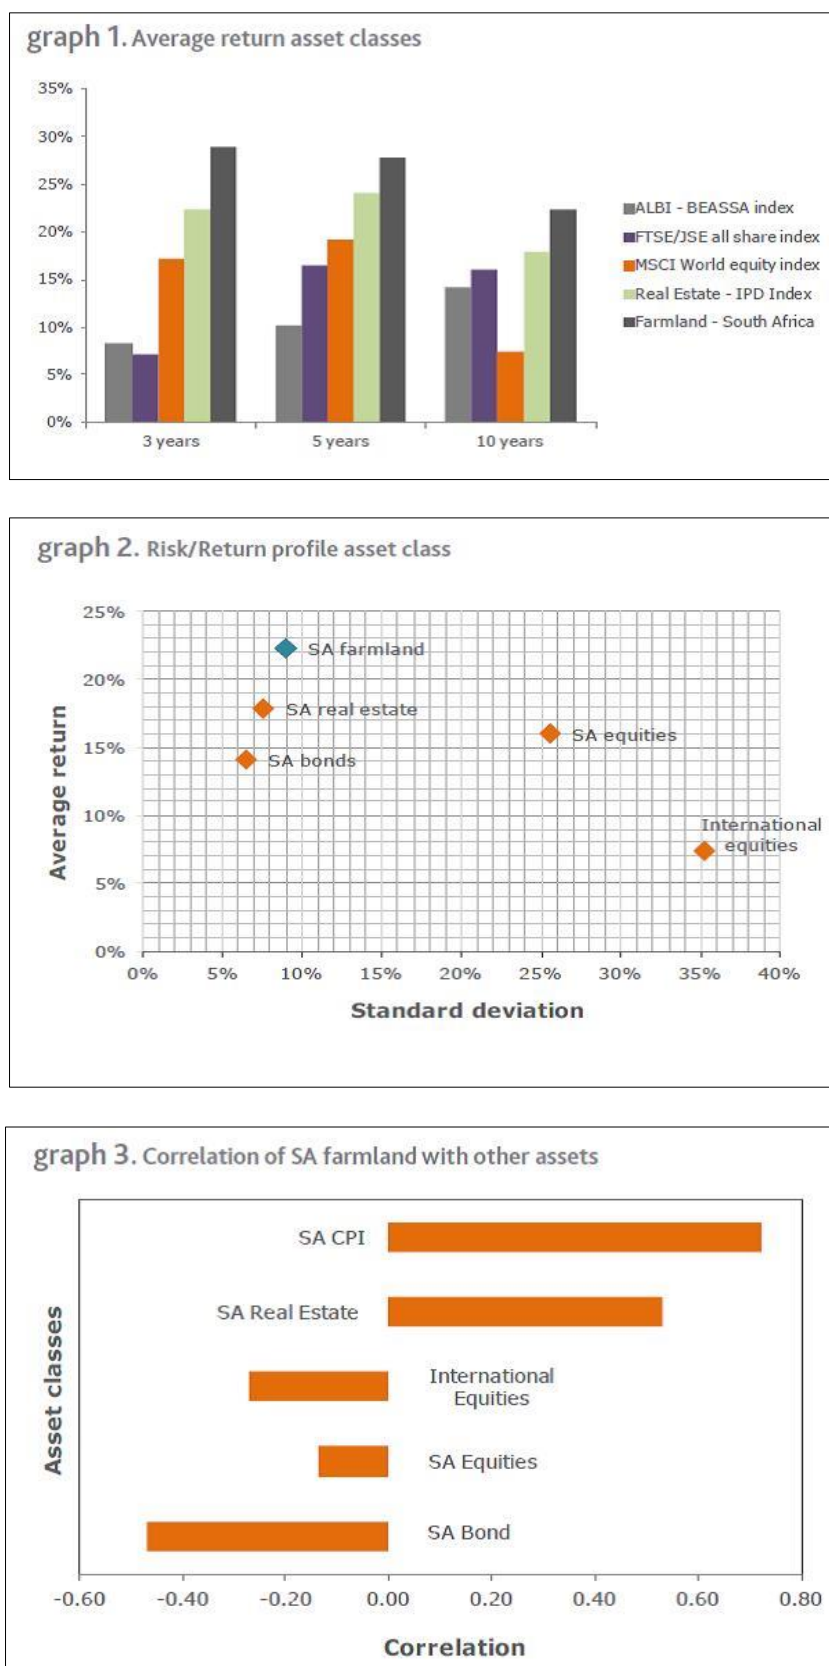 graph 1. Average return asset classes
35%
30%
25%
20%
15%
10%
5%
0%
3 years
5 years
10 years
ALBI - BEASSA index
FTSE/JSE all share index
MSCI World equity index
Real Estate - IPD Index
Farmland - South Africa
graph 2. Risk/Return profile asset class
Average return
25%
20%
15%
10%
5%
0%
SA farmland
SA real estate
SA equities
SA bonds
International
equities
0% 5% 10% 15% 20% 25% 30% 35% 40%
Standard deviation
graph 3. Correlation of SA farmland with other assets
Asset classes
SA CPI
SA Real Estate
International
Equities
SA Equities
SA Bond
-0.60 -0.40 -0.20 0.00 0.20 0.40 0.60 0.80
Correlation